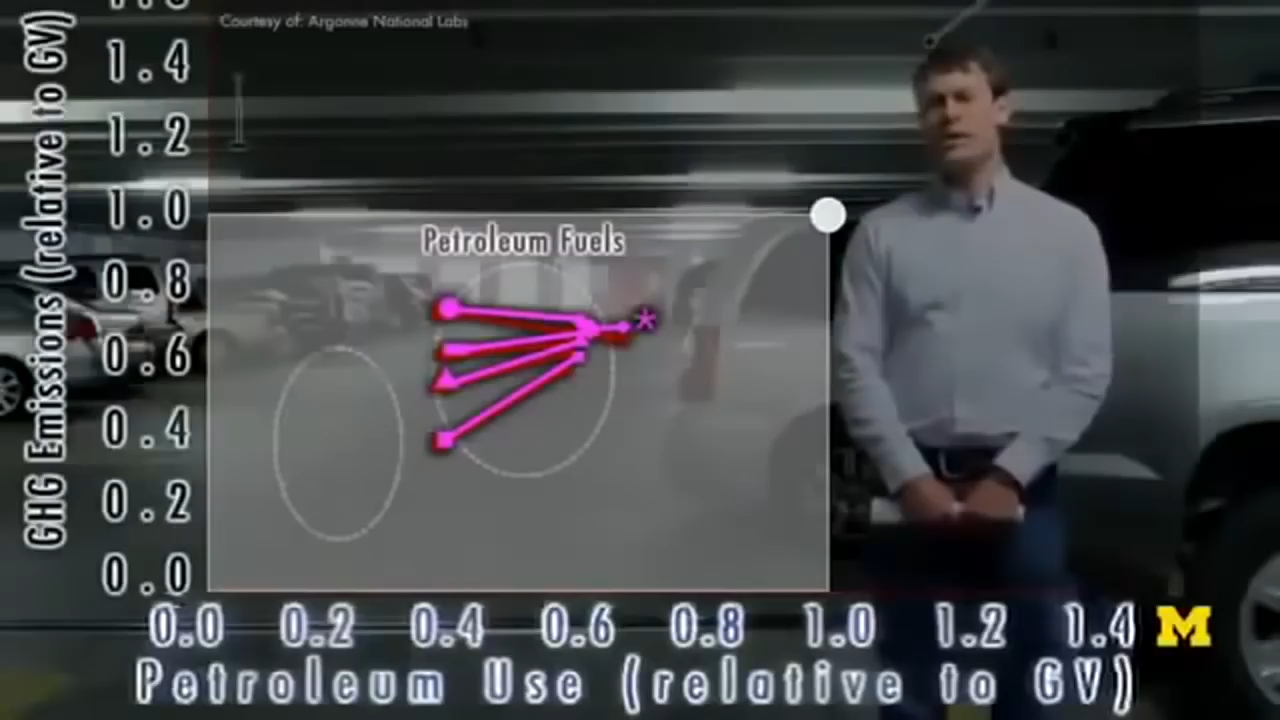 Courtesy of: Argonne National Labs
GHG Emissions (relative to GV)
1.4
1.2
1.0
0.8
0.6
0.4
0.2
0.0
Petroleum Fuels
*
0.0 0.2 0.4 0.6 0.8 1.0 1.2 1.4
M
Petroleum Use (relative to GV)